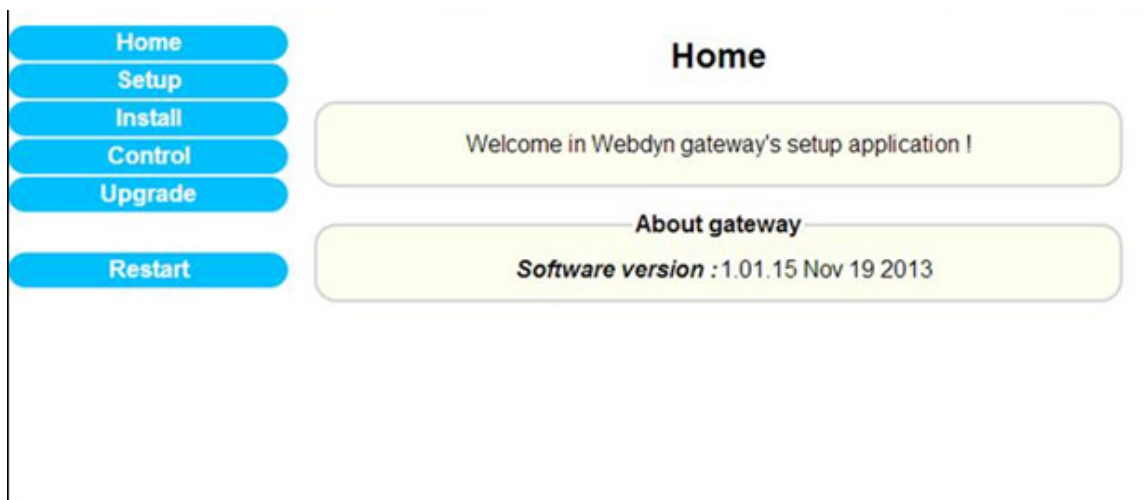 Home
Setup
Install
Control
Upgrade
Restart
Home
Welcome in Webdyn gateway's setup application !
About gateway
Software version : 1.01.15 Nov 19 2013